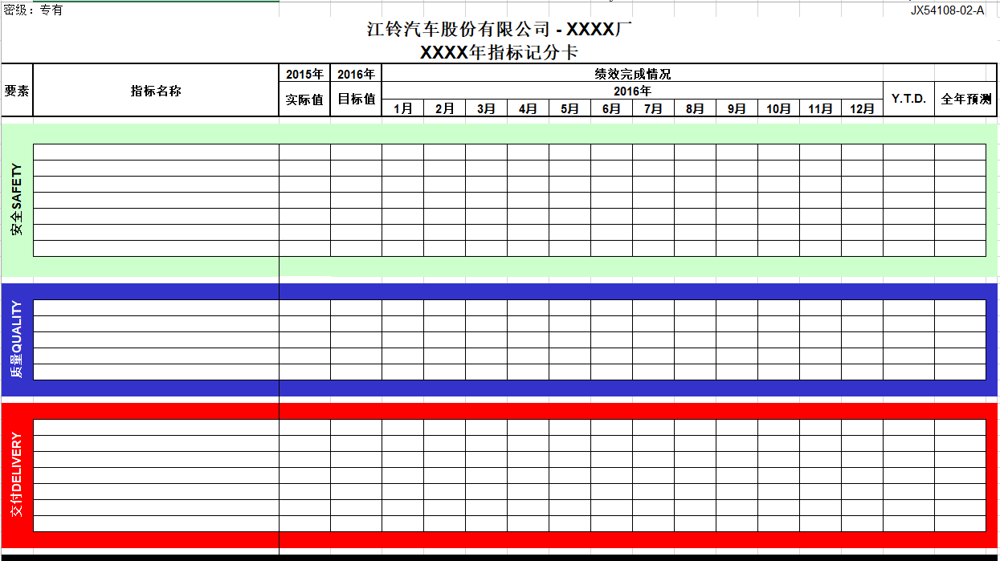 密级：专有
JX54108-02-A
江铃汽车股份有限公司 - XXXX厂
XXXX年指标记分卡
要素
指标名称
2015年
实际值
2016年
目标值
绩效完成情况
2016年
1月 2月 3月 4月 5月 6月 7月 8月 9月 10月 11月 12月
Y.T.D.
全年预测
安全SAFETY
质量QUALITY
交付DELIVERY